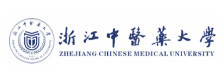 浙江中醫藥大學
ZHEJIANG CHINESE MEDICAL UNIVERSITY